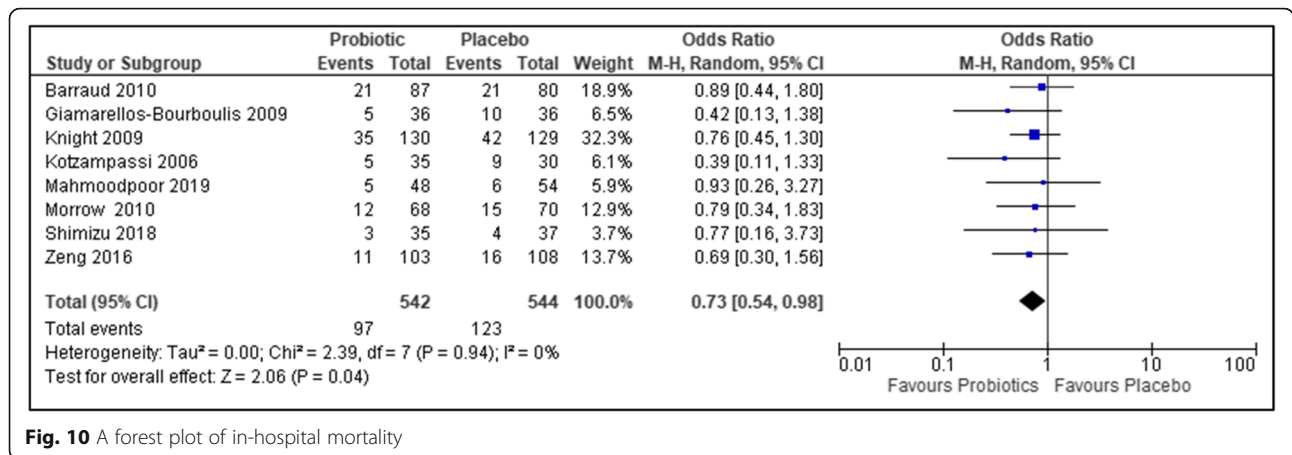 Probiotic Placebo Odds Ratio Odds Ratio
Study or Subgroup Events Total Events Total Weight M-H, Random, 95% CI M-H, Random, 95% CI
Barraud 2010 21 87 21 80 18.9% 0.89 [0.44, 1.80]
Giamarellos-Bourboulis 2009 5 36 10 36 6.5% 0.42 [0.13, 1.38]
Knight 2009 35 130 42 129 32.3% 0.76 [0.45, 1.30]
Kotzampassi 2006 5 35 9 30 6.1% 0.39 [0.11, 1.33]
Mahmoodpoor 2019 5 48 6 54 5.9% 0.93 [0.26, 3.27]
Morrow 2010 12 68 15 70 12.9% 0.79 [0.34, 1.83]
Shimizu 2018 3 35 4 37 3.7% 0.77 [0.16, 3.73]
Zeng 2016 11 103 16 108 13.7% 0.69 [0.30, 1.56]
Total (95% CI) 542 544 100.0% 0.73 [0.54, 0.98]
Total events 97 123
Heterogeneity: Tau² = 0.00; Chi² = 2.39, df = 7 (P = 0.94); I² = 0%
Test for overall effect: Z = 2.06 (P = 0.04)
0.01 0.1 1 10 100
Favours Probiotics Favours Placebo
Fig. 10 A forest plot of in-hospital mortality